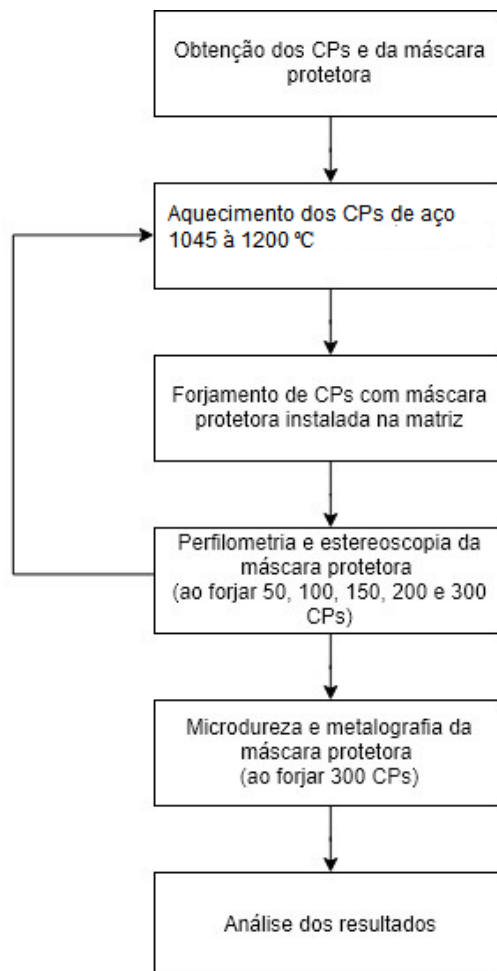 Obtenção dos CPs e da máscara
protetora
Aquecimento dos CPs de aço
1045 à 1200 ℃
Forjamento de CPs com máscara
protetora instalada na matriz
Perfilometria e estereoscopia da
máscara protetora
(ao forjar 50, 100, 150, 200 e 300
CPs)
Microdureza e metalografia da
máscara protetora
(ao forjar 300 CPs)
Análise dos resultados